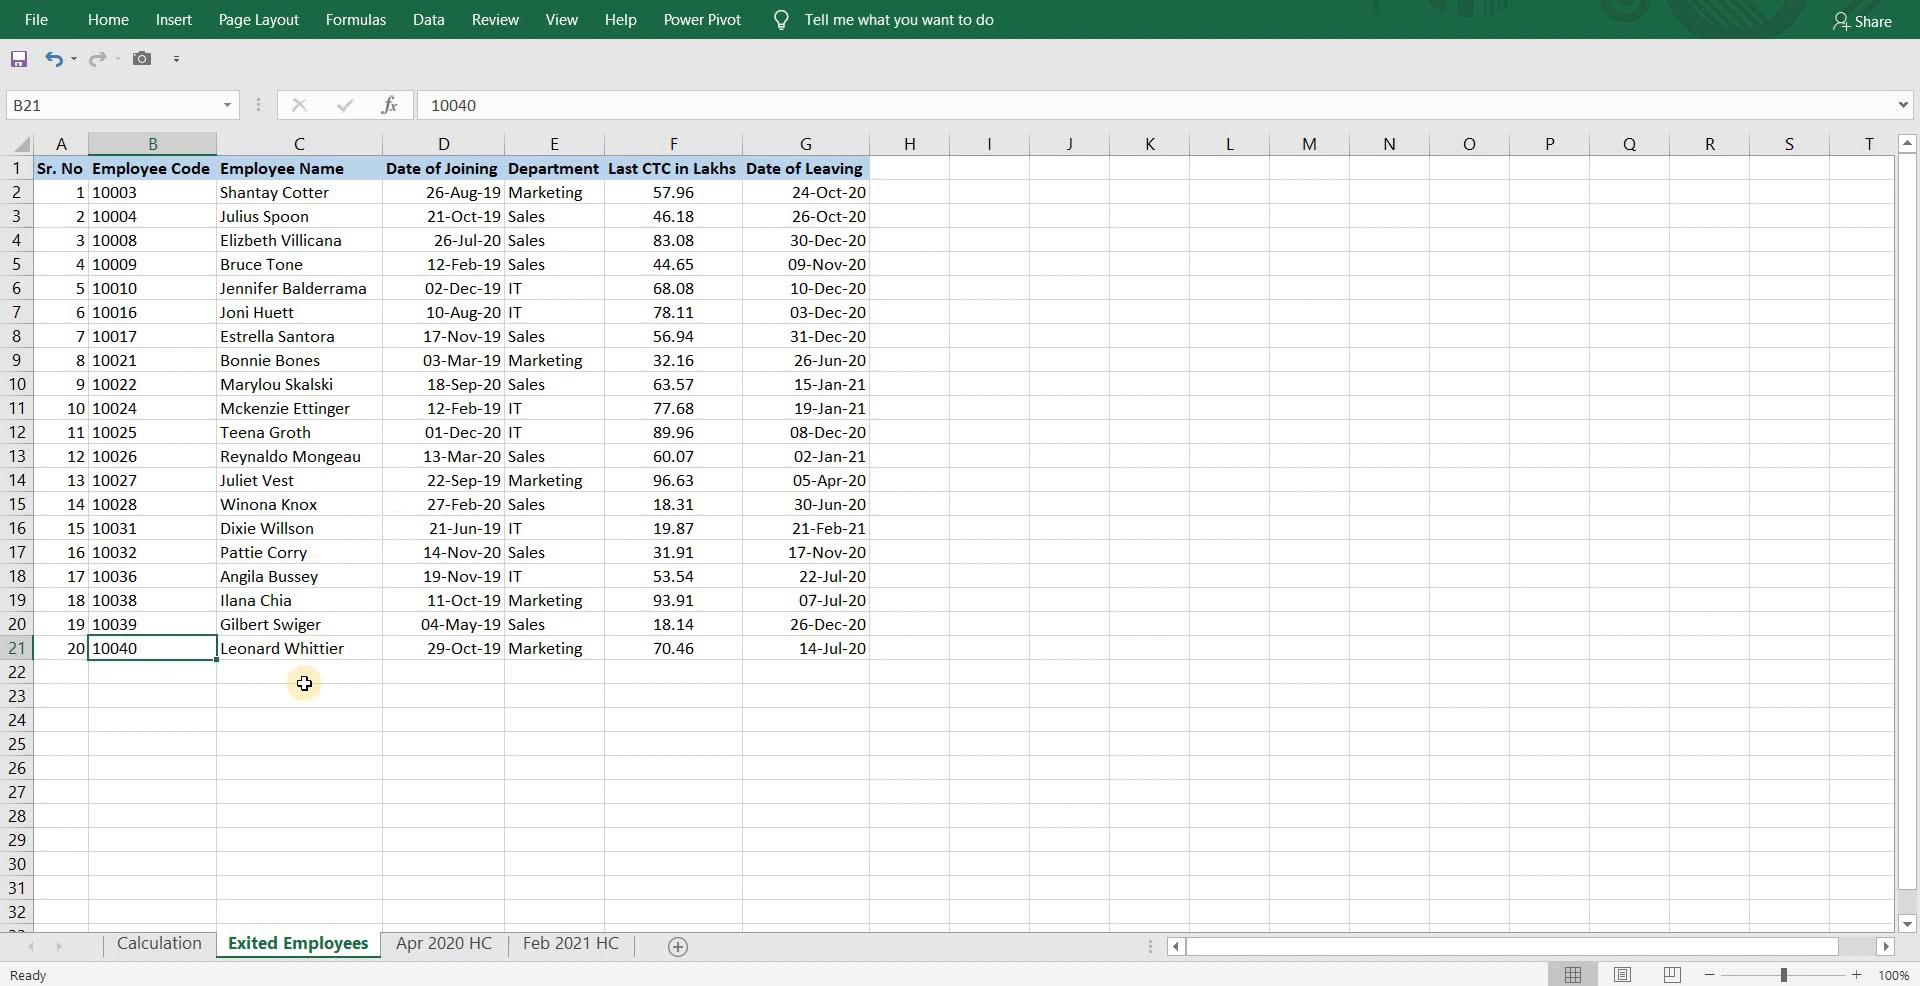 File Home Insert Page Layout Formulas Data Review View Help Power Pivot Tell me what you want to do Share
B21 fx 10040
A B C D E F G H I J K L M N O P Q R S T
1 Sr. No Employee Code Employee Name Date of Joining Department Last CTC in Lakhs Date of Leaving
2 1 10003 Shantay Cotter 26-Aug-19 Marketing 57.96 24-Oct-20
3 2 10004 Julius Spoon 21-Oct-19 Sales 46.18 26-Oct-20
4 3 10008 Elizbeth Villicana 26-Jul-20 Sales 83.08 30-Dec-20
5 4 10009 Bruce Tone 12-Feb-19 Sales 44.65 09-Nov-20
6 5 10010 Jennifer Balderrama 02-Dec-19 IT 68.08 10-Dec-20
7 6 10016 Joni Huett 10-Aug-20 IT 78.11 03-Dec-20
8 7 10017 Estrella Santora 17-Nov-19 Sales 56.94 31-Dec-20
9 8 10021 Bonnie Bones 03-Mar-19 Marketing 32.16 26-Jun-20
10 9 10022 Marylou Skalski 18-Sep-20 Sales 63.57 15-Jan-21
11 10 10024 Mckenzie Ettinger 12-Feb-19 IT 77.68 19-Jan-21
12 11 10025 Teena Groth 01-Dec-20 IT 89.96 08-Dec-20
13 12 10026 Reynaldo Mongeau 13-Mar-20 Sales 60.07 02-Jan-21
14 13 10027 Juliet Vest 22-Sep-19 Marketing 96.63 05-Apr-20
15 14 10028 Winona Knox 27-Feb-20 Sales 18.31 30-Jun-20
16 15 10031 Dixie Willson 21-Jun-19 IT 19.87 21-Feb-21
17 16 10032 Pattie Corry 14-Nov-20 Sales 31.91 17-Nov-20
18 17 10036 Angila Bussey 19-Nov-19 IT 53.54 22-Jul-20
19 18 10038 Ilana Chia 11-Oct-19 Marketing 93.91 07-Jul-20
20 19 10039 Gilbert Swiger 04-May-19 Sales 18.14 26-Dec-20
21 20 10040 Leonard Whittier 29-Oct-19 Marketing 70.46 14-Jul-20
22
23
24
25
26
27
28
29
30
31
32
Calculation Exited Employees Apr 2020 HC Feb 2021 HC
Ready 100%